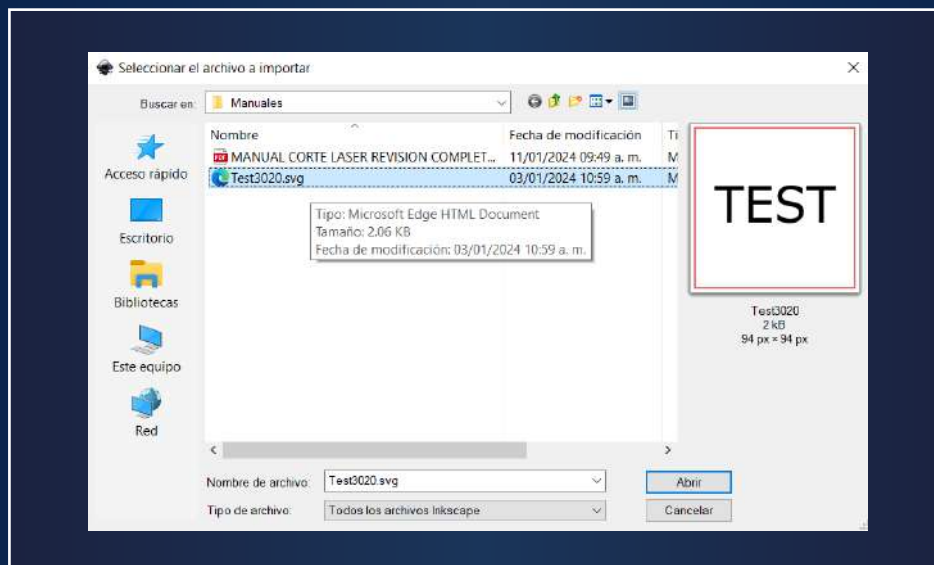 Seleccionar el archivo a importar
Buscar en: Manuales
Nombre Fecha de modificación Ti
MANUAL CORTE LASER REVISION COMPLET... 11/01/2024 09:49 a. m. M
Test3020.svg 03/01/2024 10:59 a. m. M
Tipo: Microsoft Edge HTML Document
Tamaño: 2.06 KB
Fecha de modificación: 03/01/2024 10:59 a. m.
Acceso rápido
Escritorio
Bibliotecas
Este equipo
Red
TEST
Test3020
2 kB
94 px × 94 px
Nombre de archivo: Test3020.svg Abrir
Tipo de archivo: Todos los archivos Inkscape Cancelar